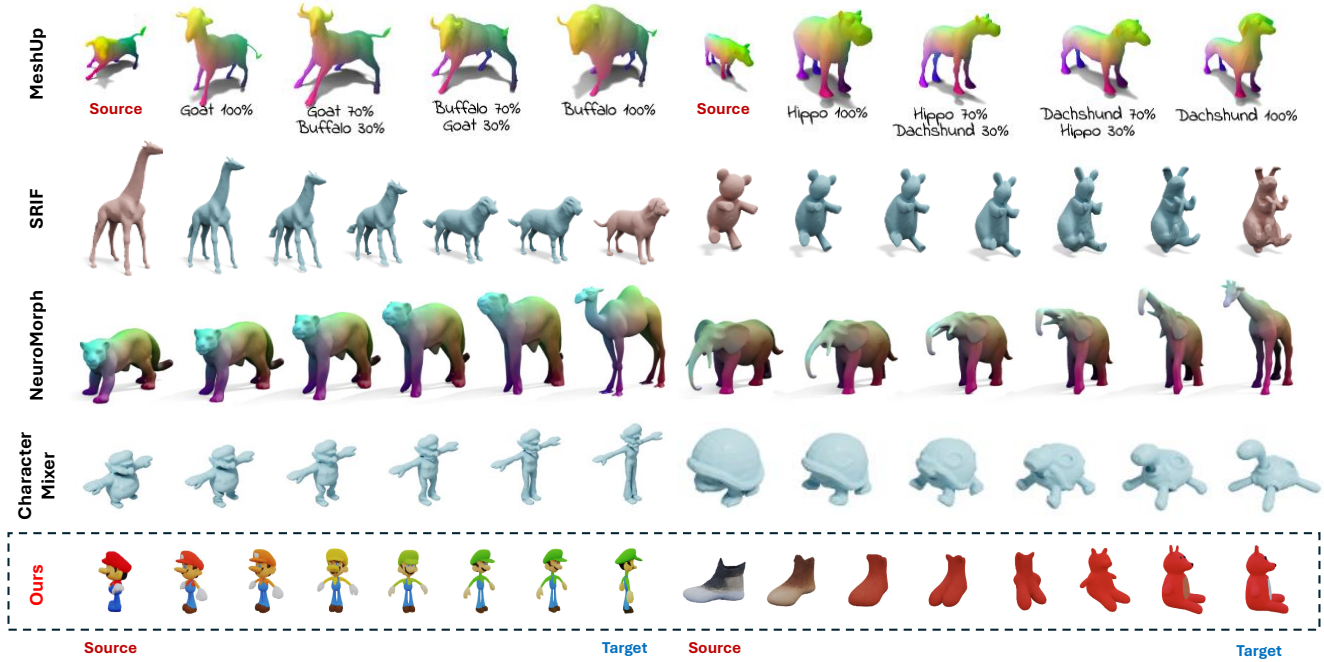 MeshUp
Source
Goat 100%
Goat 70%
Buffalo 30%
Buffalo 70%
Goat 30%
Buffalo 100%
Source
Hippo 100%
Hippo 70%
Dachshund 30%
Dachshund 70%
Hippo 30%
Dachshund 100%
SRIF
NeuroMorph
Character
Mixer
Ours
Source
Target
Source
Target